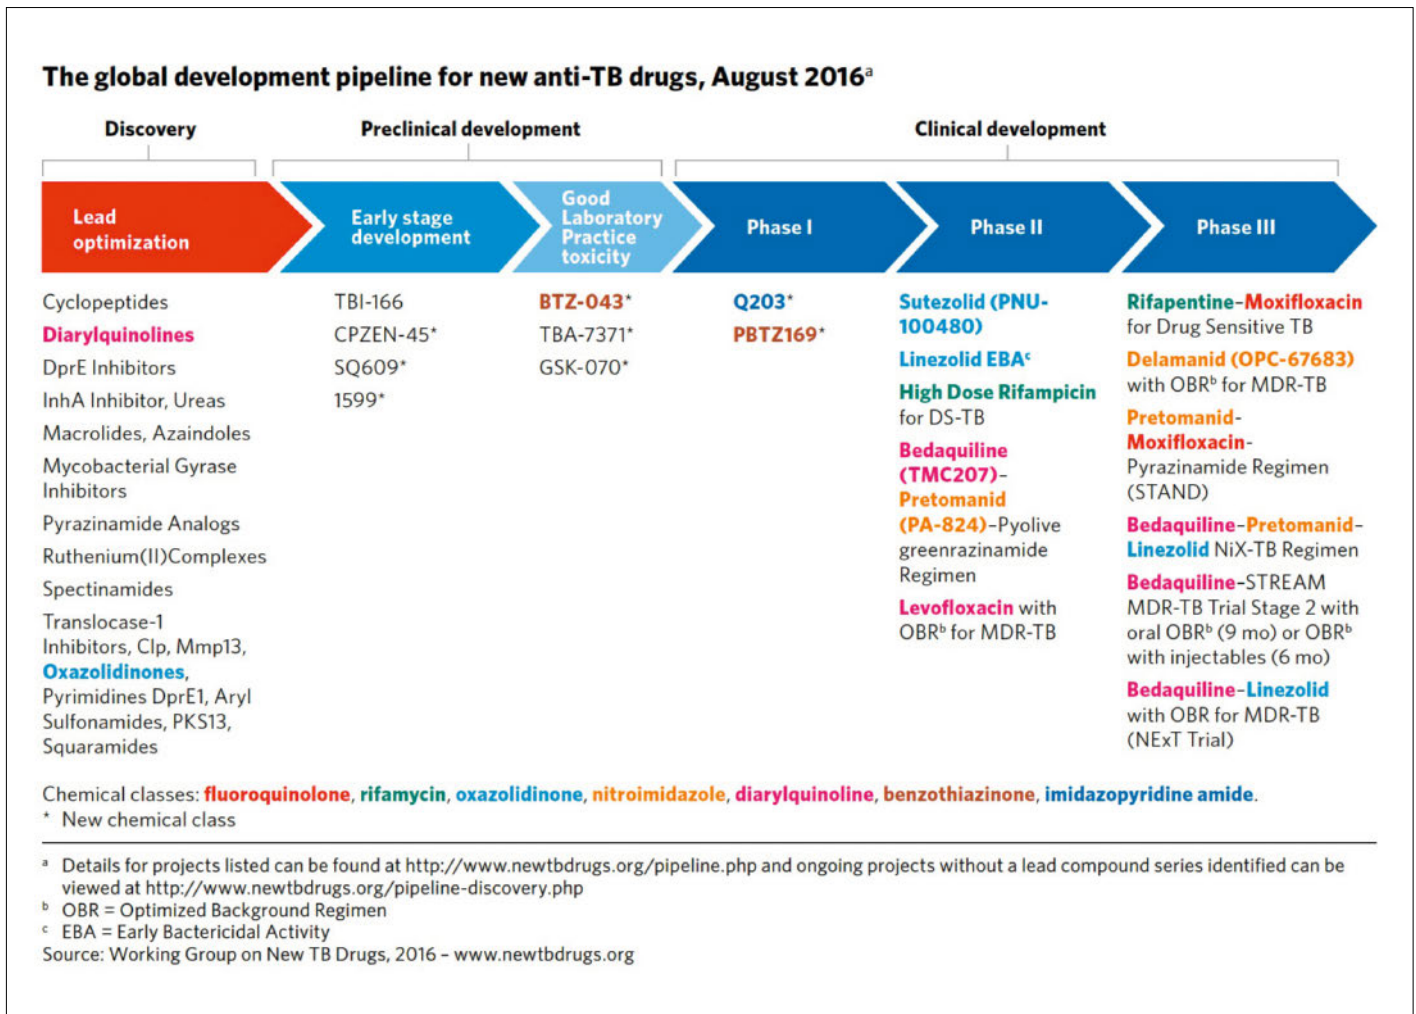 The global development pipeline for new anti-TB drugs, August 2016ᵃ
Discovery
Preclinical development
Clinical development
Lead
optimization
Early stage
development
Good
Laboratory
Practice
toxicity
Phase I
Phase II
Phase III
Cyclopeptides
Diarylquinolines
DprE Inhibitors
InhA Inhibitor, Ureas
Macrolides, Azaindoles
Mycobacterial Gyrase
Inhibitors
Pyrazinamide Analogs
Ruthenium(II)Complexes
Spectinamides
Translocase-1
Inhibitors, Clp, Mmp13,
Oxazolidinones,
Pyrimidines DprE1, Aryl
Sulfonamides, PKS13,
Squaramides
TBI-166
CPZEN-45*
SQ609*
1599*
BTZ-043*
TBA-7371*
GSK-070*
Q203*
PBTZ169*
Sutezolid (PNU-
100480)
Linezolid EBAᶜ
High Dose Rifampicin
for DS-TB
Bedaquiline
(TMC207)–
Pretomanid
(PA-824)–Pyolive
greenrazinamide
Regimen
Levofloxacin with
OBRᵇ for MDR-TB
Rifapentine–Moxifloxacin
for Drug Sensitive TB
Delamanid (OPC-67683)
with OBRᵇ for MDR-TB
Pretomanid-
Moxifloxacin-
Pyrazinamide Regimen
(STAND)
Bedaquiline–Pretomanid–
Linezolid NiX-TB Regimen
Bedaquiline–STREAM
MDR-TB Trial Stage 2 with
oral OBRᵇ (9 mo) or OBRᵇ
with injectables (6 mo)
Bedaquiline–Linezolid
with OBR for MDR-TB
(NExT Trial)
Chemical classes: fluoroquinolone, rifamycin, oxazolidinone, nitroimidazole, diarylquinoline, benzothiazinone, imidazopyridine amide.
* New chemical class
ᵃ Details for projects listed can be found at http://www.newtbdrugs.org/pipeline.php and ongoing projects without a lead compound series identified can be
viewed at http://www.newtbdrugs.org/pipeline-discovery.php
ᵇ OBR = Optimized Background Regimen
ᶜ EBA = Early Bactericidal Activity
Source: Working Group on New TB Drugs, 2016 – www.newtbdrugs.org